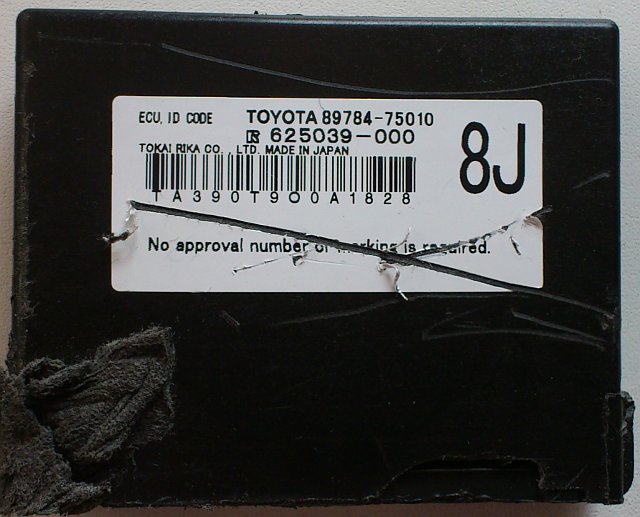 ECU, ID CODE TOYOTA 89784-75010
625039-000
TOKAI RIKA CO., LTD. MADE IN JAPAN
8J
TA390T900A1828
No approval number or marking is required.